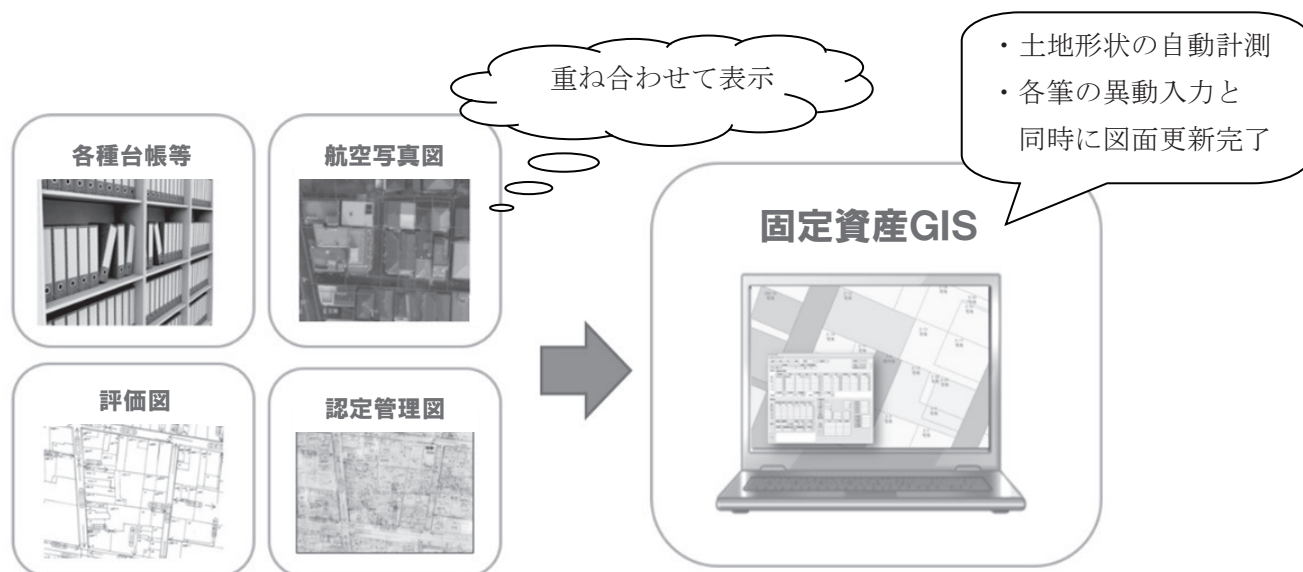 重ね合わせて表示
・土地形状の自動計測
・各筆の異動入力と
同時に図面更新完了
各種台帳等
航空写真図
固定資産GIS
評価図
認定管理図